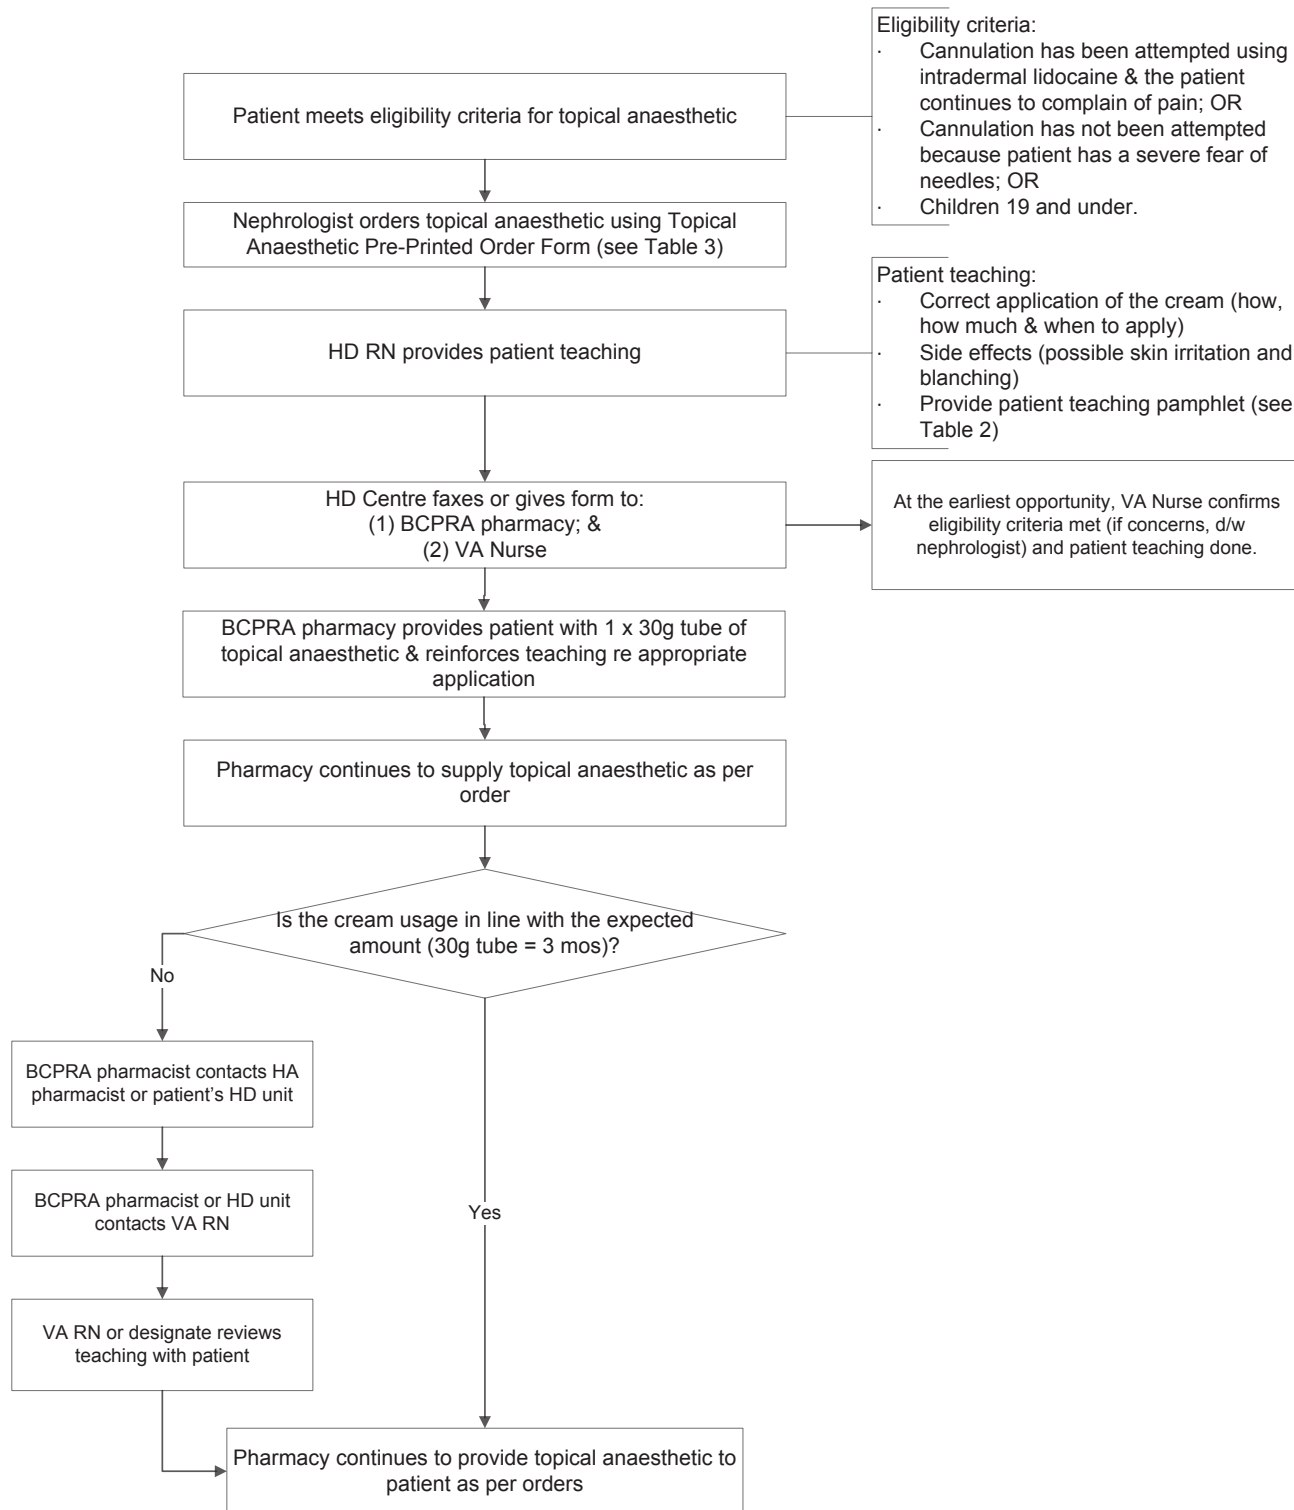 Patient meets eligibility criteria for topical anaesthetic
Eligibility criteria:
· Cannulation has been attempted using
intradermal lidocaine & the patient
continues to complain of pain; OR
· Cannulation has not been attempted
because patient has a severe fear of
needles; OR
· Children 19 and under.
Nephrologist orders topical anaesthetic using Topical
Anaesthetic Pre-Printed Order Form (see Table 3)
HD RN provides patient teaching
Patient teaching:
· Correct application of the cream (how,
how much & when to apply)
· Side effects (possible skin irritation and
blanching)
· Provide patient teaching pamphlet (see
Table 2)
HD Centre faxes or gives form to:
(1) BCPRA pharmacy; &
(2) VA Nurse
At the earliest opportunity, VA Nurse confirms
eligibility criteria met (if concerns, d/w
nephrologist) and patient teaching done.
BCPRA pharmacy provides patient with 1 x 30g tube of
topical anaesthetic & reinforces teaching re appropriate
application
Pharmacy continues to supply topical anaesthetic as per
order
Is the cream usage in line with the expected
amount (30g tube = 3 mos)?
No
BCPRA pharmacist contacts HA
pharmacist or patient’s HD unit
BCPRA pharmacist or HD unit
contacts VA RN
Yes
VA RN or designate reviews
teaching with patient
Pharmacy continues to provide topical anaesthetic to
patient as per orders